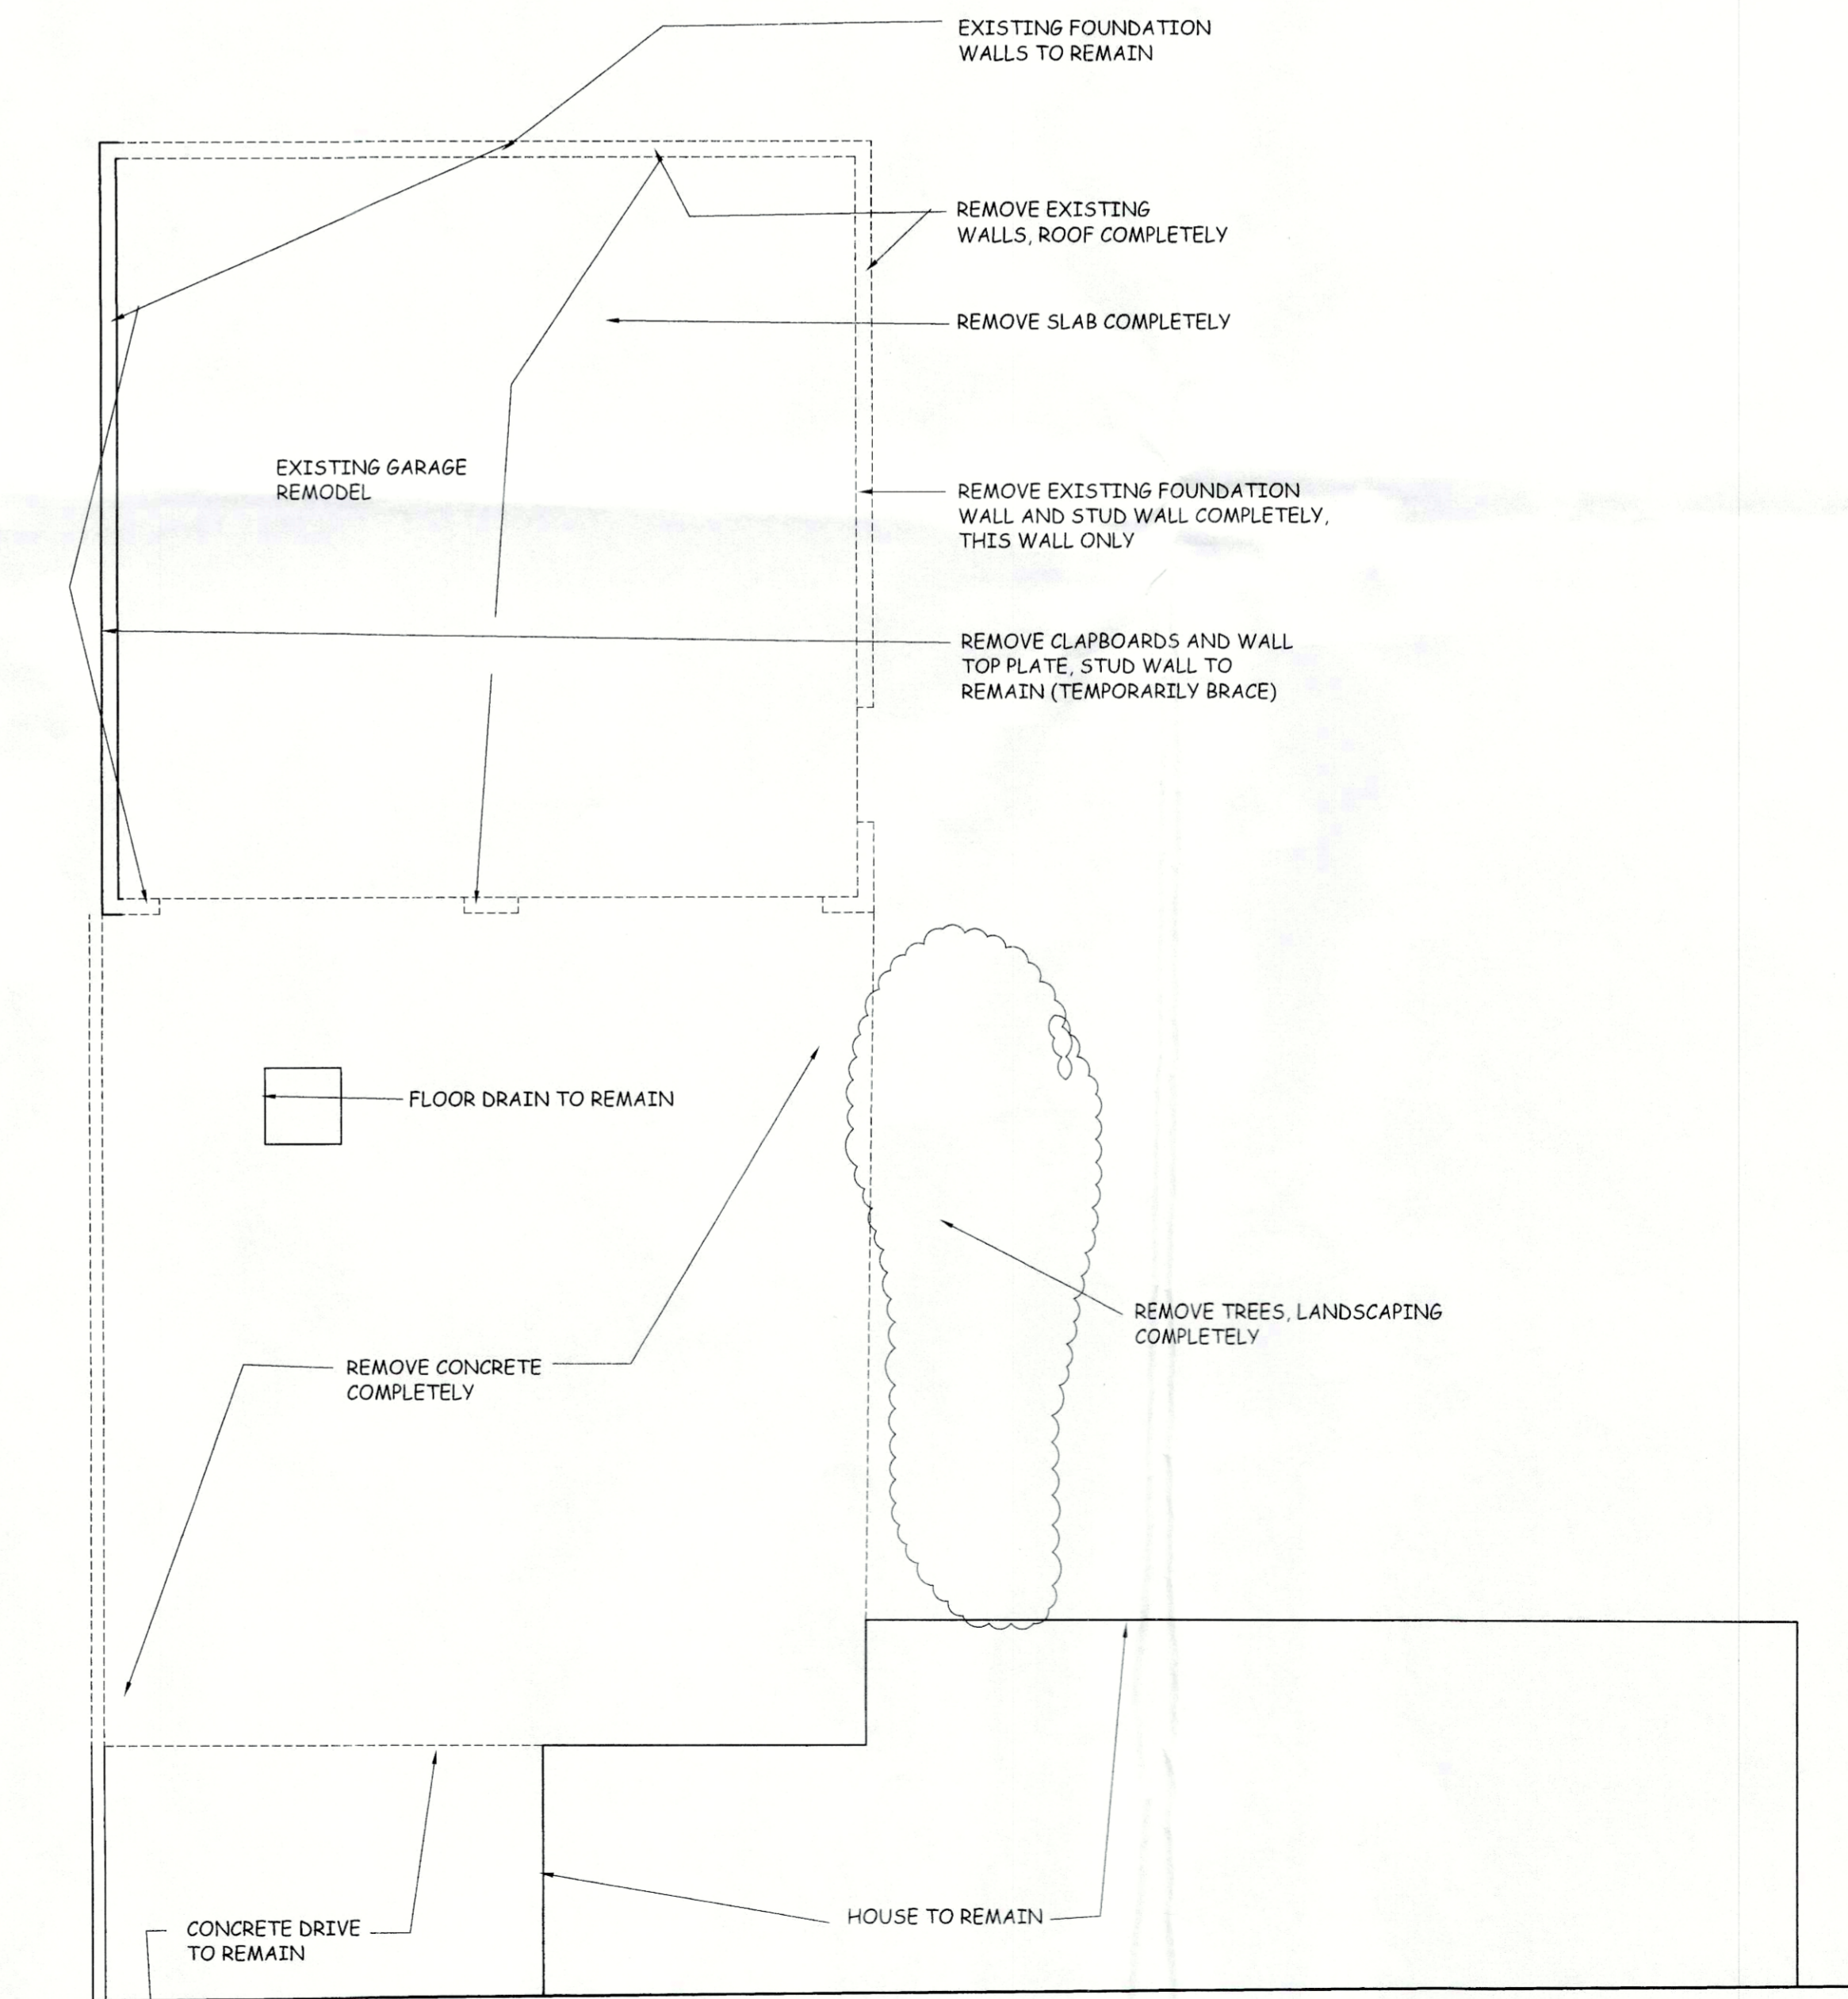 EXISTING FOUNDATION
WALLS TO REMAIN
REMOVE EXISTING
WALLS, ROOF COMPLETELY
REMOVE SLAB COMPLETELY
EXISTING GARAGE
REMODEL
REMOVE EXISTING FOUNDATION
WALL AND STUD WALL COMPLETELY,
THIS WALL ONLY
REMOVE CLAPBOARDS AND WALL
TOP PLATE, STUD WALL TO
REMAIN (TEMPORARILY BRACE)
FLOOR DRAIN TO REMAIN
REMOVE TREES, LANDSCAPING
COMPLETELY
REMOVE CONCRETE
COMPLETELY
HOUSE TO REMAIN
CONCRETE DRIVE
TO REMAIN